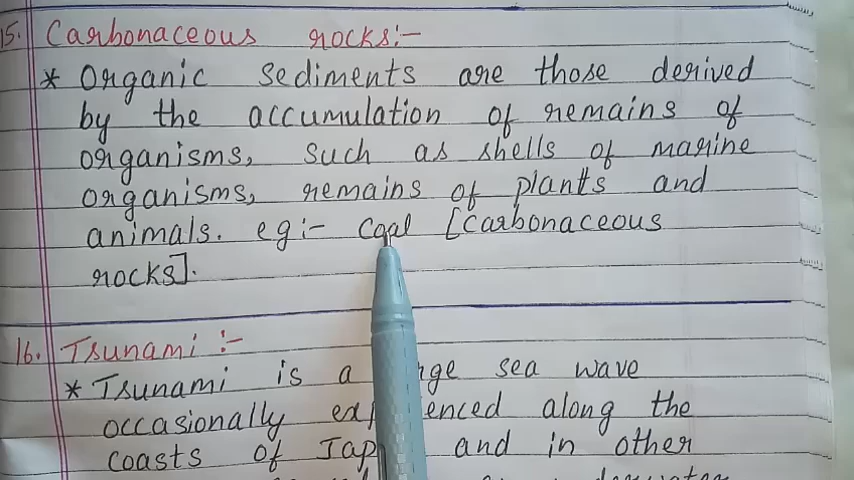 15. Carbonaceous rocks:-
* Organic sediments are those derived
by the accumulation of remains of
organisms, such as shells of marine
organisms, remains of plants and
animals. eg:- Coal [Carbonaceous
rocks].
16. Tsunami:-
* Tsunami is a sea wave
occasionally along the
coasts of and in other